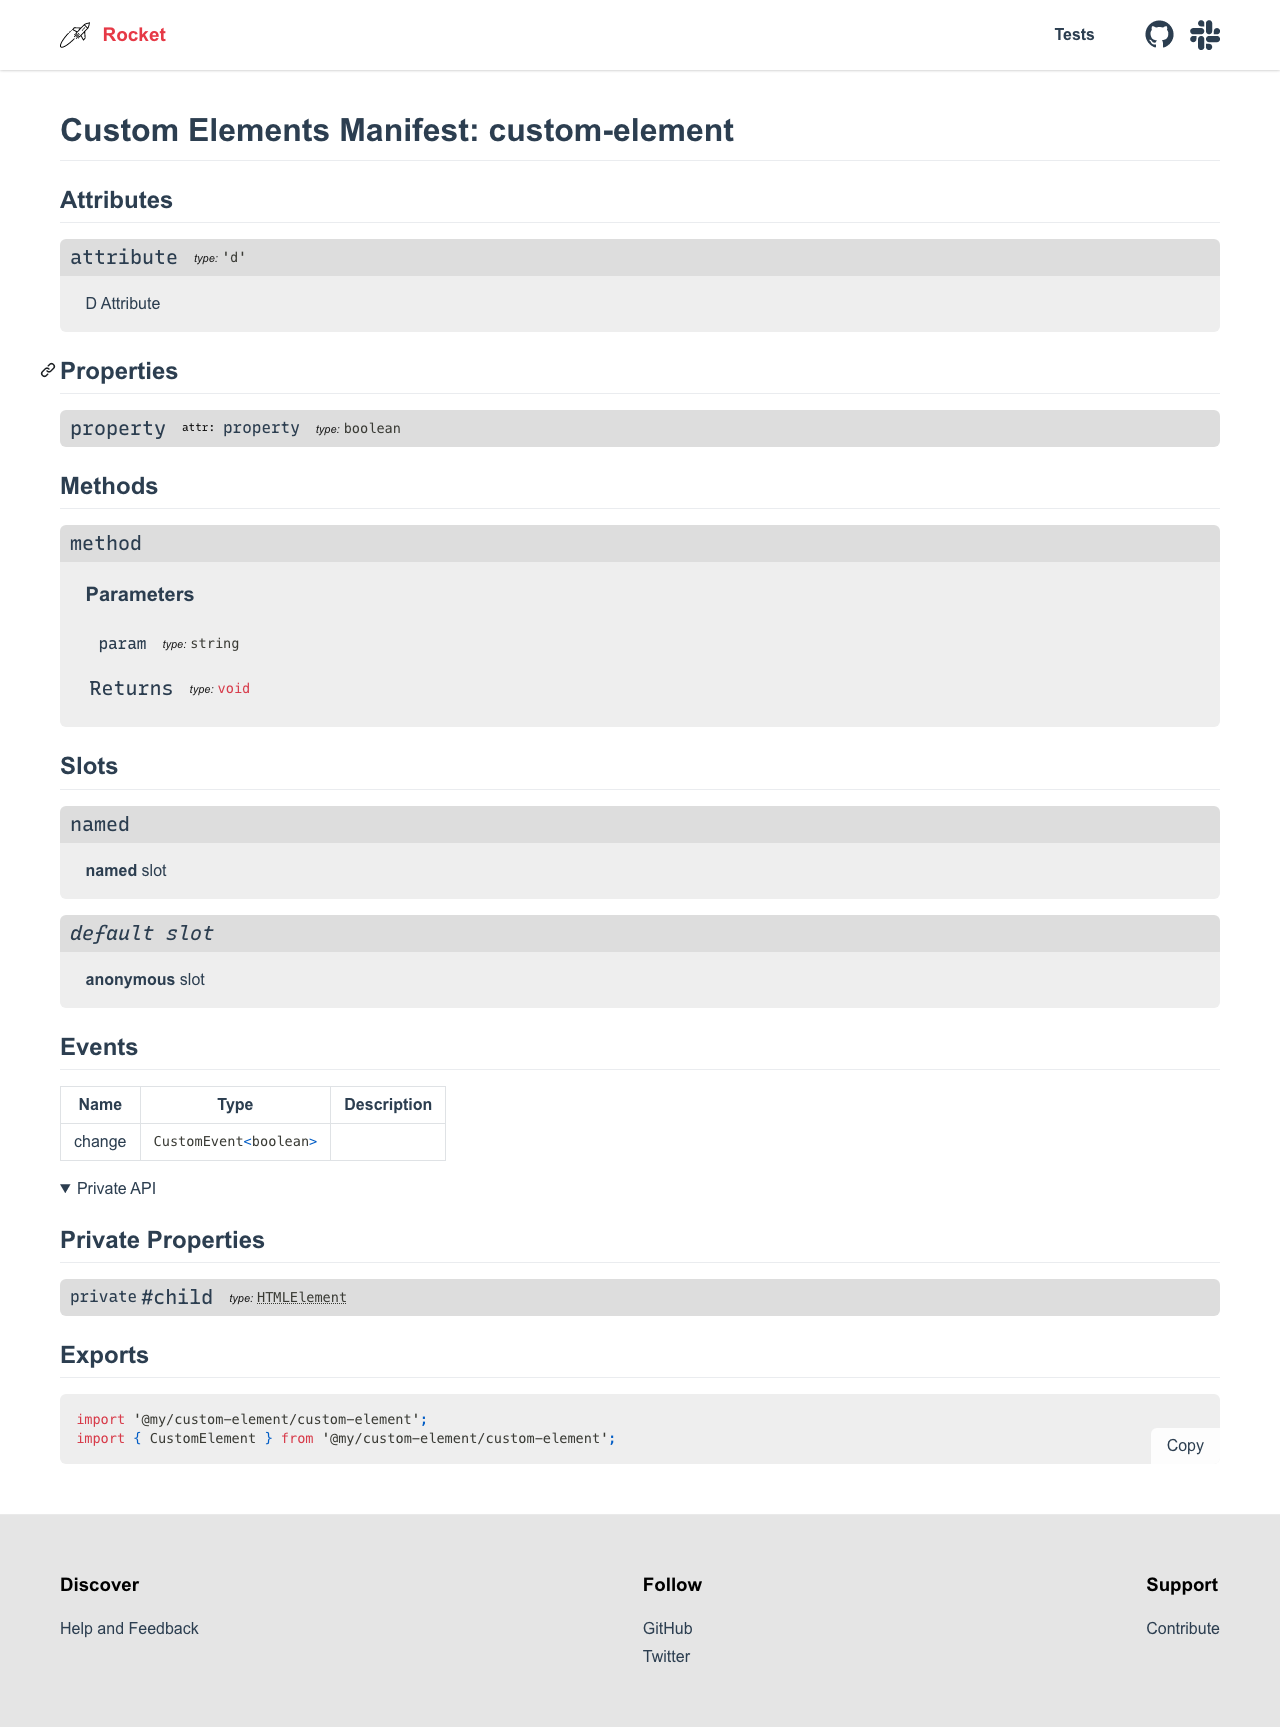 Rocket
Tests
Custom Elements Manifest: custom-element
Attributes
attribute type: 'd'
D Attribute
Properties
property attr: property type: boolean
Methods
method
Parameters
param type: string
Returns type: void
Slots
named
named slot
default slot
anonymous slot
Events
Name Type Description
change CustomEvent<boolean>
▼ Private API
Private Properties
private #child type: HTMLElement
Exports
import '@my/custom-element/custom-element';
import { CustomElement } from '@my/custom-element/custom-element';
Copy
Discover
Help and Feedback
Follow
GitHub
Twitter
Support
Contribute